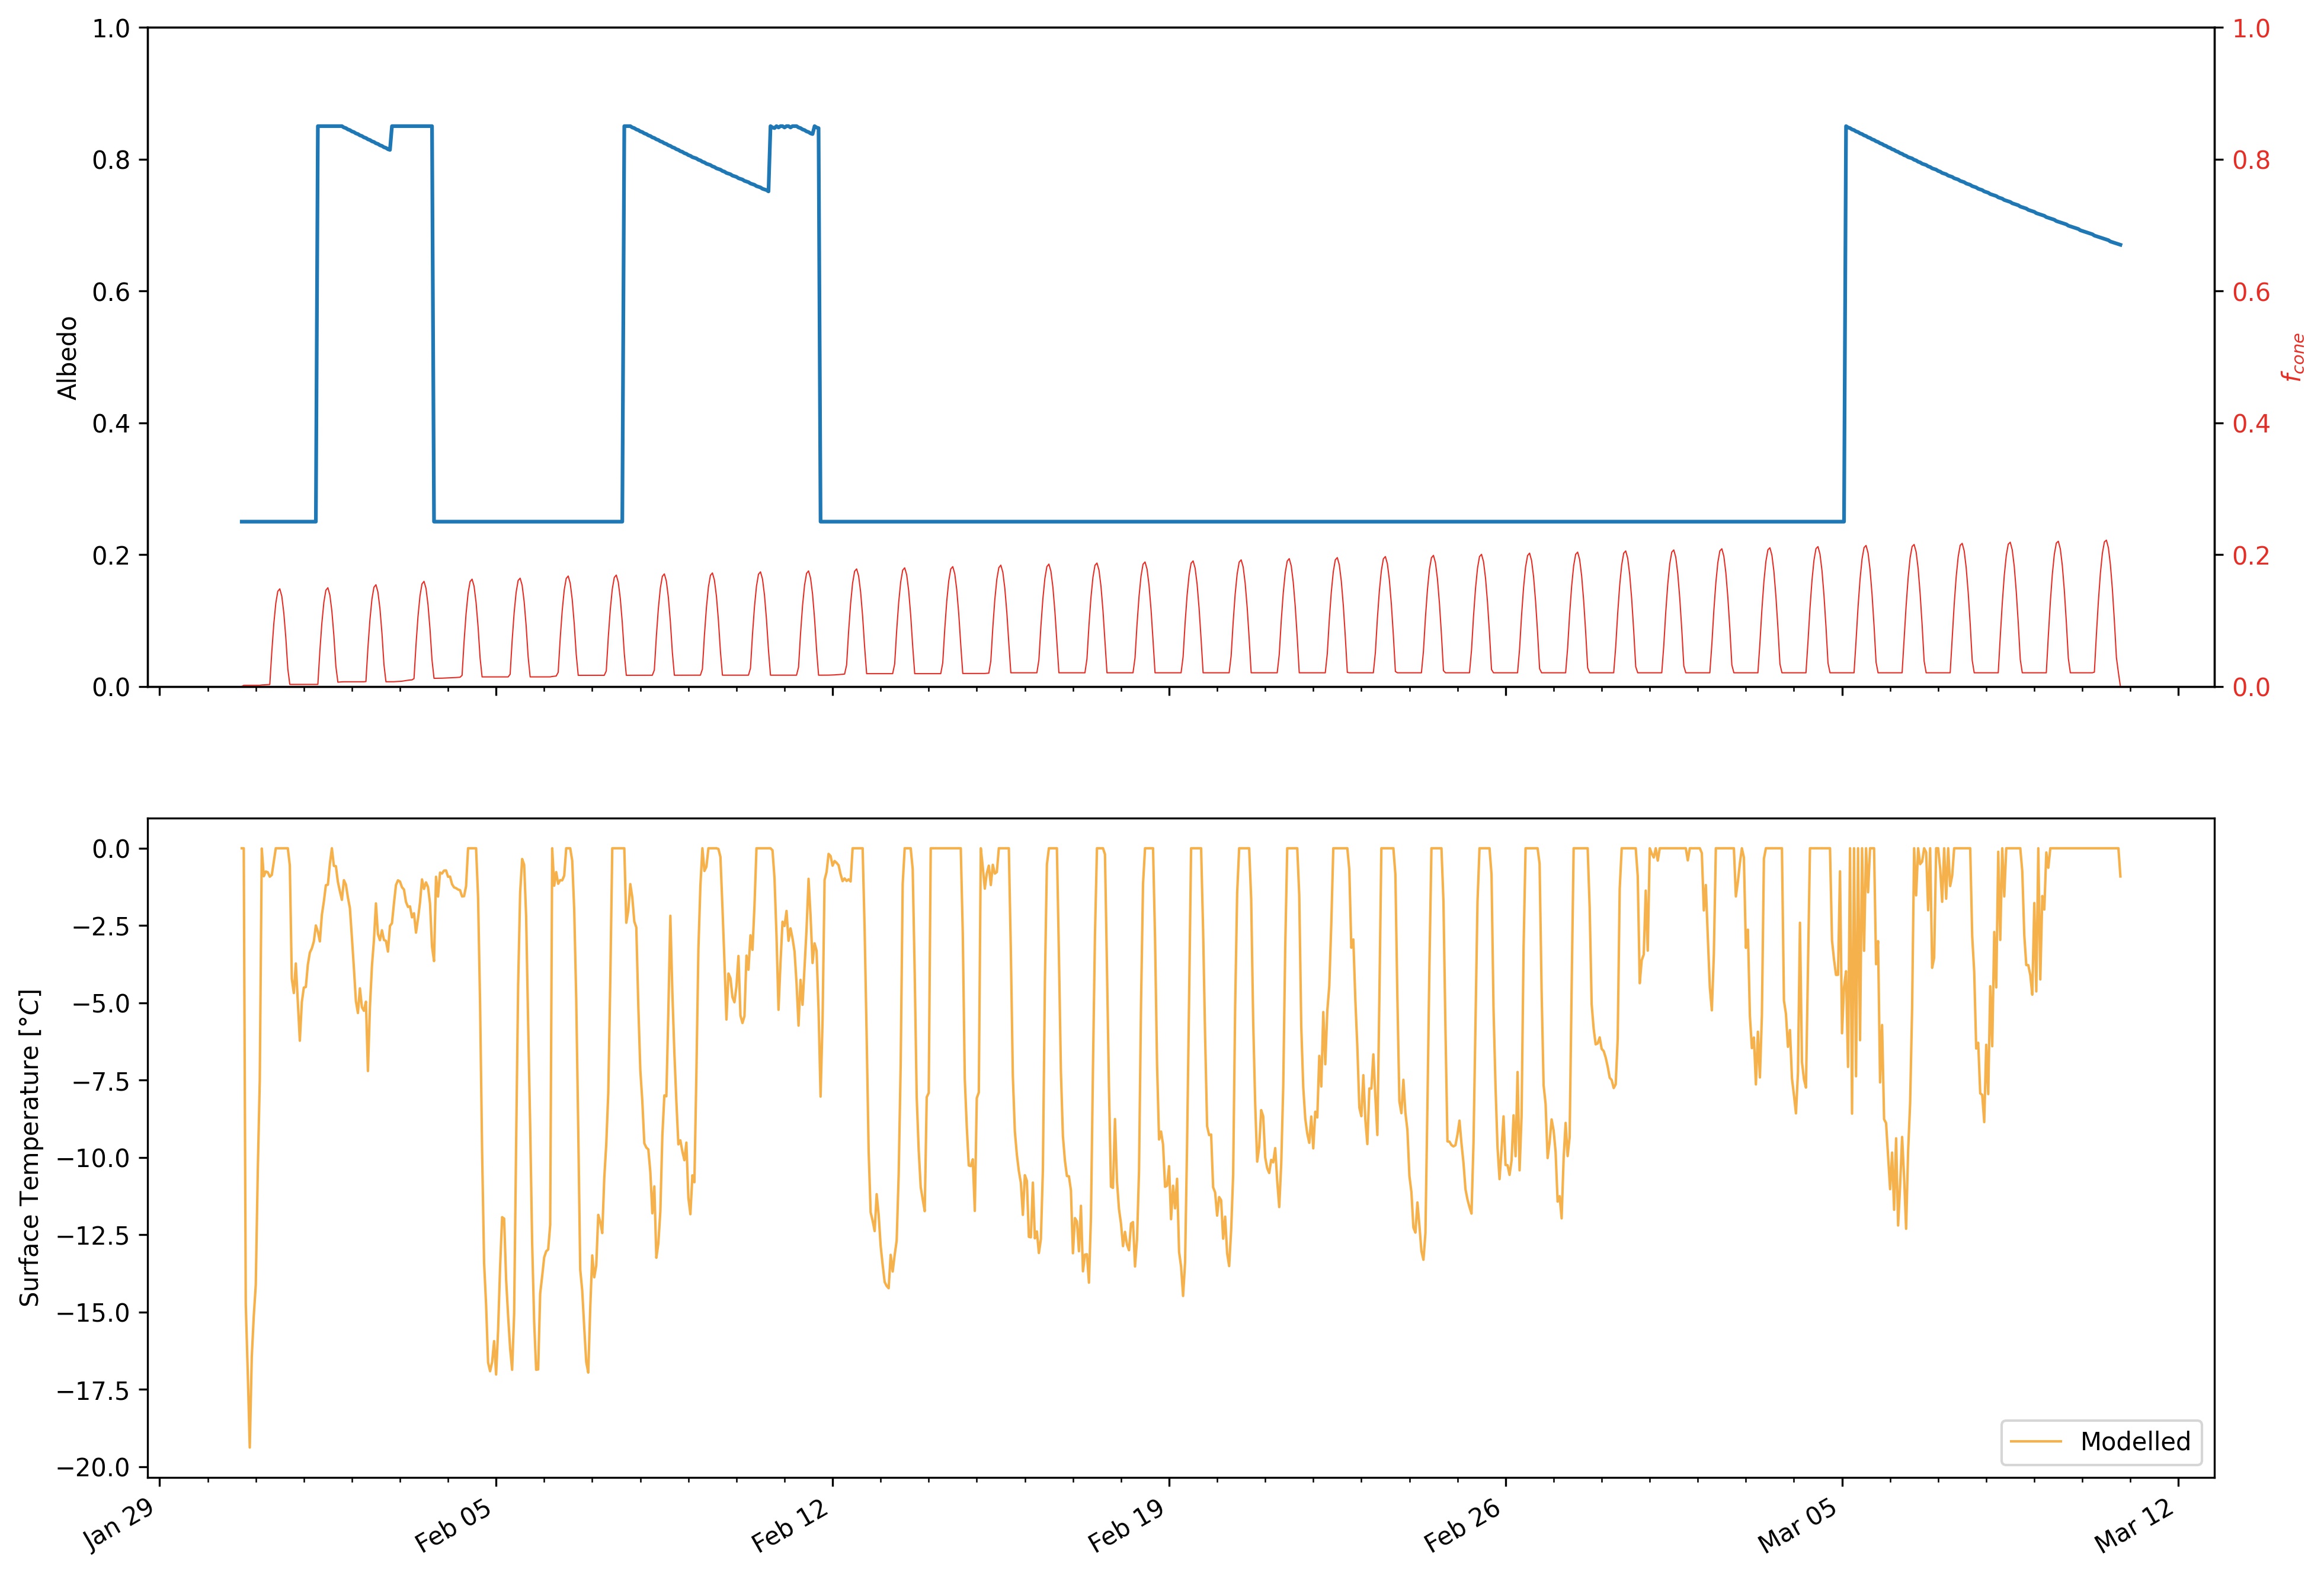 1.0
0.8
0.6
0.4
0.2
0.0
Albedo
1.0
0.8
0.6
0.4
0.2
0.0
f_cone
0.0
−2.5
−5.0
−7.5
−10.0
−12.5
−15.0
−17.5
−20.0
Surface Temperature [°C]
Modelled
Jan 29
Feb 05
Feb 12
Feb 19
Feb 26
Mar 05
Mar 12